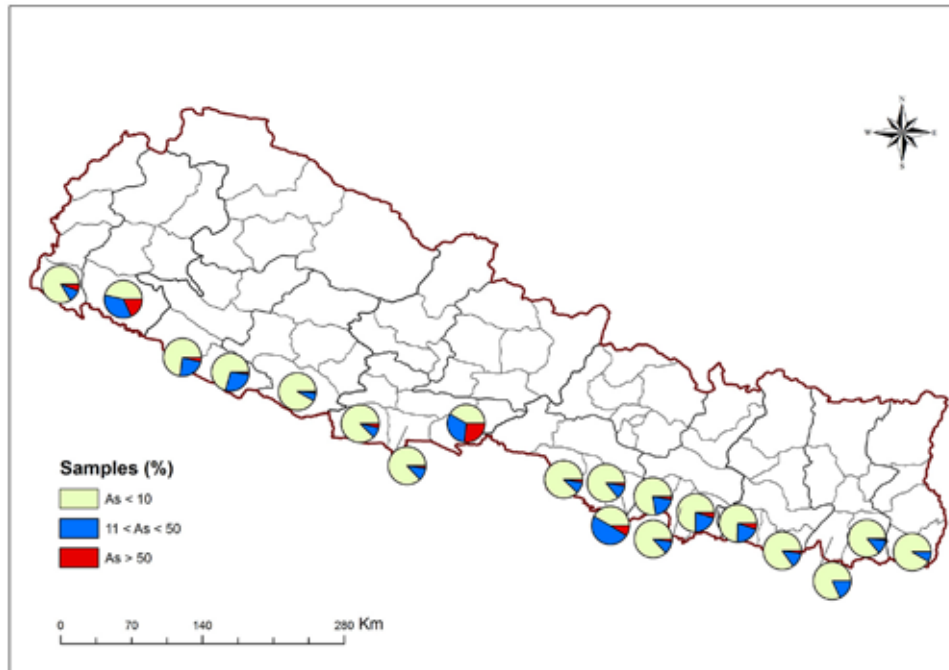 N
W E
S
Samples (%)
As < 10
11 < As < 50
As > 50
0 70 140 280 Km